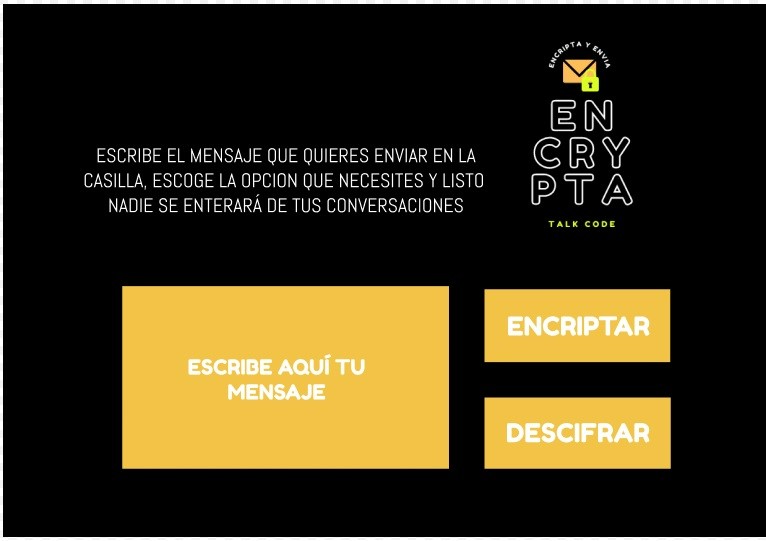 ENCRIPTA Y ENVIA
EN
CRY
PTA
TALK CODE
ESCRIBE EL MENSAJE QUE QUIERES ENVIAR EN LA
CASILLA, ESCOGE LA OPCION QUE NECESITES Y LISTO
NADIE SE ENTERARÁ DE TUS CONVERSACIONES
ESCRIBE AQUÍ TU
MENSAJE
ENCRIPTAR
DESCIFRAR